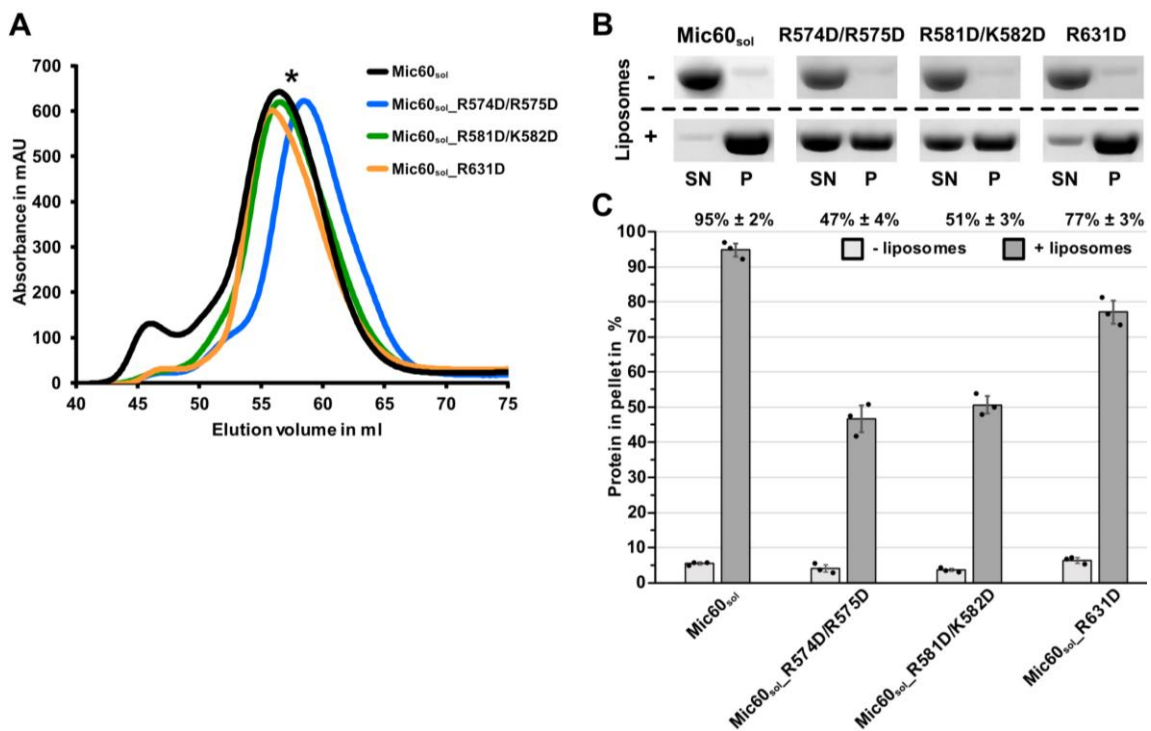 A
700
600
500
400
300
200
100
0
Absorbance in mAU
40 45 50 55 60 65 70 75
Elution volume in ml
*
Mic60sol
Mic60sol_R574D/R575D
Mic60sol_R581D/K582D
Mic60sol_R631D
B
Mic60sol R574D/R575D R581D/K582D R631D
Liposomes
-
+
SN P SN P SN P SN P
C
95% ± 2% 47% ± 4% 51% ± 3% 77% ± 3%
- liposomes + liposomes
100
90
80
70
60
50
40
30
20
10
0
Protein in pellet in %
Mic60sol
Mic60sol_R574D/R575D
Mic60sol_R581D/K582D
Mic60sol_R631D